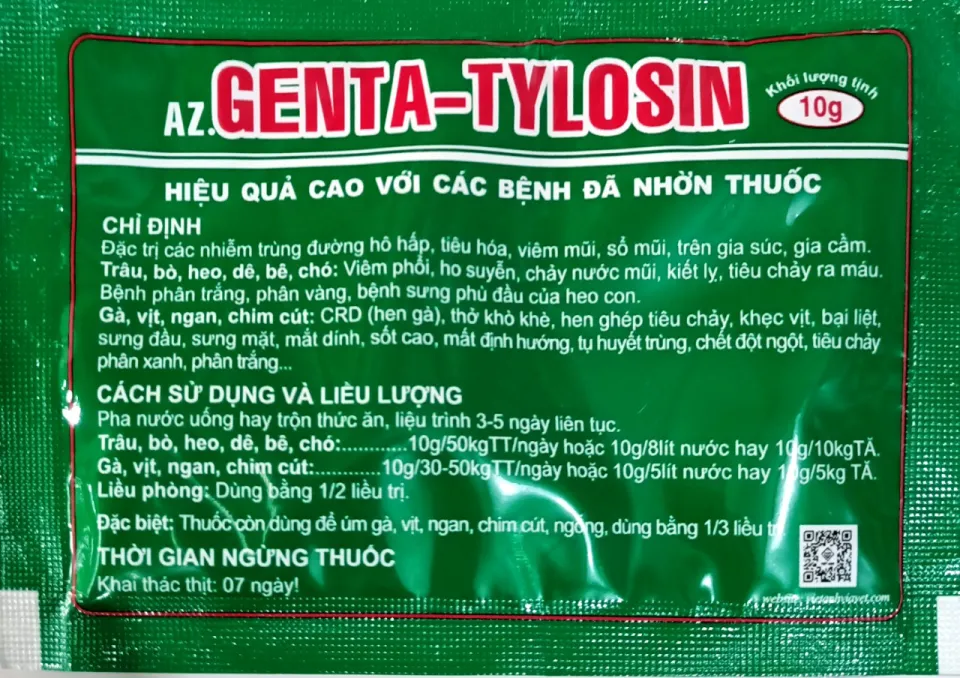 AZ.GENTA-TYLOSIN
Khối lượng tịnh
10g
HIỆU QUẢ CAO VỚI CÁC BỆNH ĐÃ NHỜN THUỐC
CHỈ ĐỊNH
Đặc trị các nhiễm trùng đường hô hấp, tiêu hóa, viêm mũi, sổ mũi, trên gia súc, gia cầm.
Trâu, bò, heo, dê, bê, chó: Viêm phổi, ho suyễn, chảy nước mũi, kiết lỵ, tiêu chảy ra máu.
Bệnh phân trắng, phân vàng, bệnh sưng phù đầu của heo con.
Gà, vịt, ngan, chim cút: CRD (hen gà), thở khò khè, hen ghép tiêu chảy, khẹc vịt, bại liệt,
sưng đầu, sưng mặt, mắt dính, sốt cao, mất định hướng, tụ huyết trùng, chết đột ngột, tiêu chảy
phân xanh, phân trắng...
CÁCH SỬ DỤNG VÀ LIỀU LƯỢNG
Pha nước uống hay trộn thức ăn, liệu trình 3-5 ngày liên tục.
Trâu, bò, heo, dê, bê, chó:........... 10g/50kgTT/ngày hoặc 10g/8lít nước hay 10g/10kgTĂ.
Gà, vịt, ngan, chim cút:............10g/30-50kgTT/ngày hoặc 10g/5lít nước hay 10g/5kg TĂ.
Liều phòng: Dùng bằng 1/2 liều trị.
Đặc biệt: Thuốc còn dùng để úm gà, vịt, ngan, chim cút, ngỗng, dùng bằng 1/3 liều
THỜI GIAN NGỪNG THUỐC
Khai thác thịt: 07 ngày!
website: